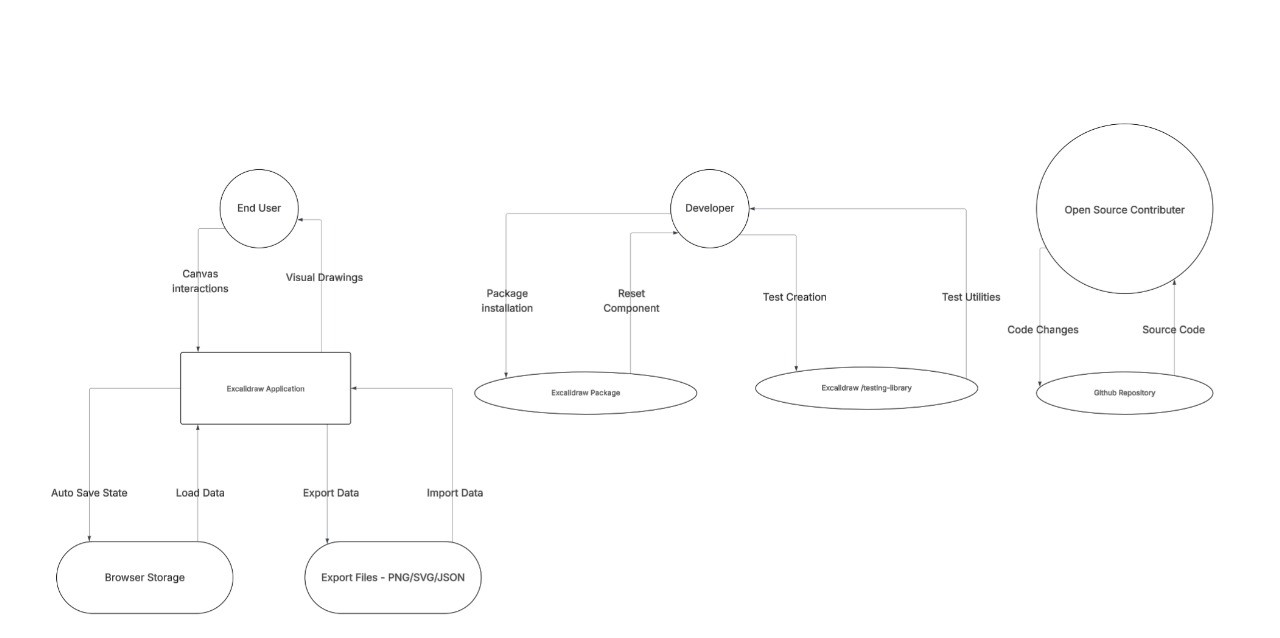 End User
Developer
Open Source Contributer
Canvas
interactions
Visual Drawings
Package
installation
Reset
Component
Test Creation
Test Utilities
Code Changes
Source Code
Excalidraw Application
Excalidraw Package
Excalidraw /testing-library
Github Repository
Auto Save State
Load Data
Export Data
Import Data
Browser Storage
Export Files - PNG/SVG/JSON